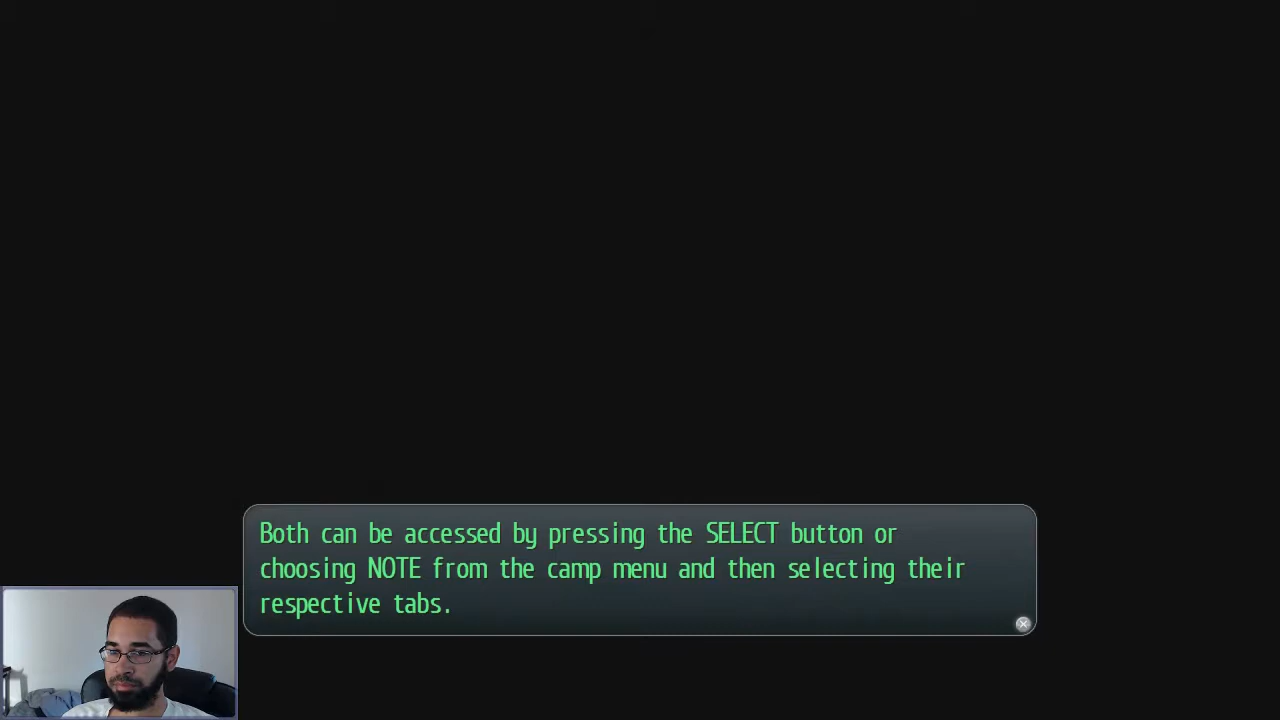 Both can be accessed by pressing the SELECT button or
choosing NOTE from the camp menu and then selecting their
respective tabs.